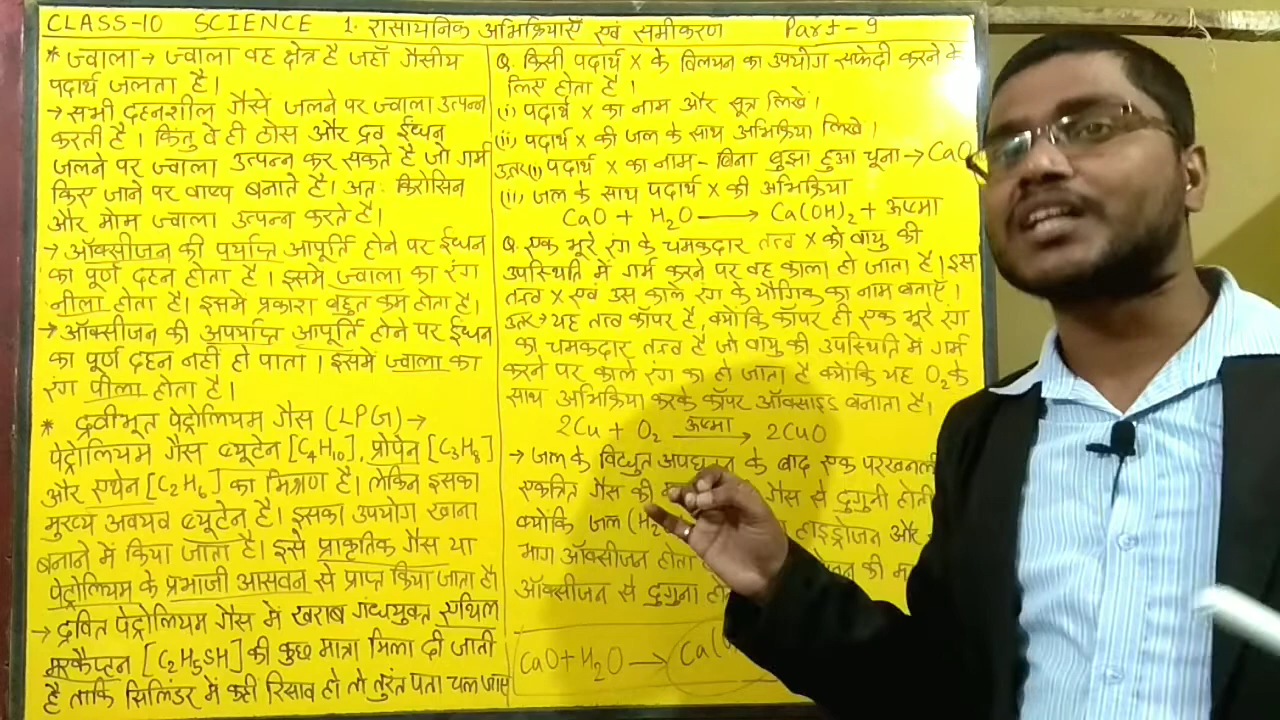 CLASS-10 SCIENCE 1. रासायनिक अभिक्रियाएँ एवं समीकरण Part-9
* ज्वाला → ज्वाला वह क्षेत्र है जहाँ गैसीय
पदार्थ जलता है।
→ सभी दहनशील गैसें जलने पर ज्वाला उत्पन्न
करती है। किंतु वे ही ठोस और द्रव ईंधन
जलने पर ज्वाला उत्पन्न कर सकते है जो गर्म
किए जाने पर वाष्प बनाते है। अतः किरोसिन
और मोम ज्वाला उत्पन्न करते है।
→ ऑक्सीजन की पर्याप्त आपूर्ति होने पर ईंधन
का पूर्ण दहन होता है। इसमें ज्वाला का रंग
नीला होता है। इसमें प्रकाश बहुत कम होता है।
→ ऑक्सीजन की अपर्याप्त आपूर्ति होने पर ईंधन
का पूर्ण दहन नहीं हो पाता। इसमें ज्वाला का
रंग पीला होता है।
* द्रवीभूत पेट्रोलियम गैस (LPG) →
पेट्रोलियम गैस ब्यूटेन [C₄H₁₀], प्रोपेन [C₃H₈]
और एथेन [C₂H₆] का मिश्रण है। लेकिन इसका
मुख्य अवयव ब्यूटेन है। इसका उपयोग खाना
बनाने में किया जाता है। इसे प्राकृतिक गैस या
पेट्रोलियम के प्रभाजी आसवन से प्राप्त किया जाता है।
→ द्रवित पेट्रोलियम गैस में खराब गंधयुक्त एथिल
मरकैप्टन [C₂H₅SH] की कुछ मात्रा मिला दी जाती
है ताकि सिलिंडर में कही रिसाव हो तो तुरंत पता चल जाए
Q. किसी पदार्थ X के विलयन का उपयोग सफेदी करने के
लिए होता है।
(i) पदार्थ X का नाम और सूत्र लिखें।
(ii) पदार्थ X की जल के साथ अभिक्रिया लिखे।
उत्तर(i) पदार्थ X का नाम - बिना बुझा हुआ चूना → CaO
(ii) जल के साथ पदार्थ X की अभिक्रिया
CaO + H₂O ⟶ Ca(OH)₂ + ऊष्मा
Q. एक भूरे रंग के चमकदार तत्त्व X को वायु की
उपस्थिति में गर्म करने पर वह काला हो जाता है। इस
तत्त्व X एवं उस काले रंग के यौगिक का नाम बताएँ।
उत्तर→ यह तत्त्व कॉपर है, क्योंकि कॉपर ही एक भूरे रंग
का चमकदार तत्त्व है जो वायु की उपस्थिति में गर्म
करने पर काले रंग का हो जाता है क्योंकि यह O₂ के
साथ अभिक्रिया करके कॉपर ऑक्साइड बनाता है।
2Cu + O₂ ऊष्मा⟶ 2CuO
→ जल के विद्युत अपघटन के बाद एक परखनली
एकत्रित गैस की गैस से दुगुनी होती
क्योंकि जल (H₂ हाइड्रोजन और
भाग ऑक्सीजन होता की
ऑक्सीजन से दुगुना
CaO + H₂O ⟶ Ca(